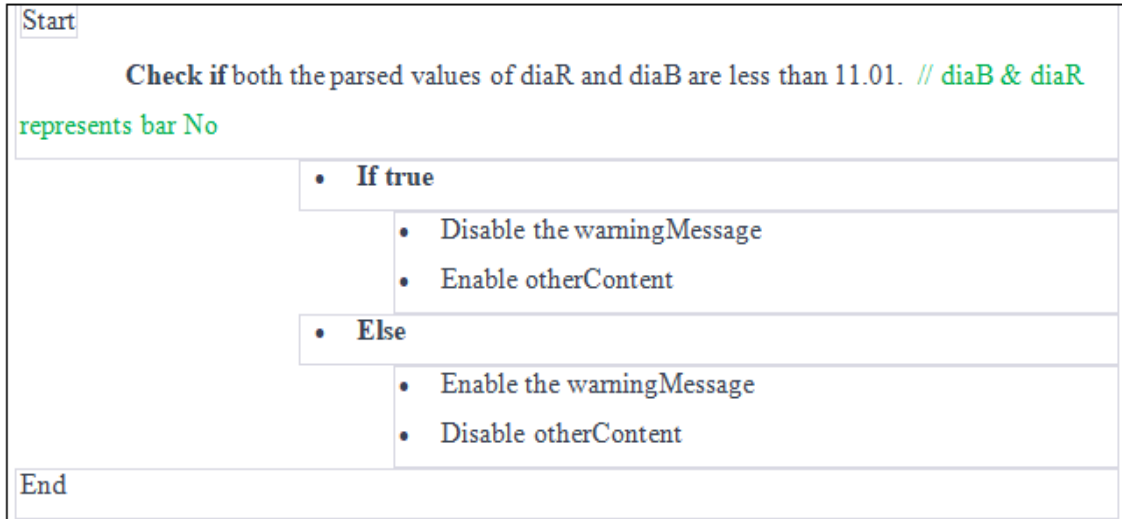 Start
Check if both the parsed values of diaR and diaB are less than 11.01. // diaB & diaR
represents bar No
• If true
• Disable the warningMessage
• Enable otherContent
• Else
• Enable the warningMessage
• Disable otherContent
End